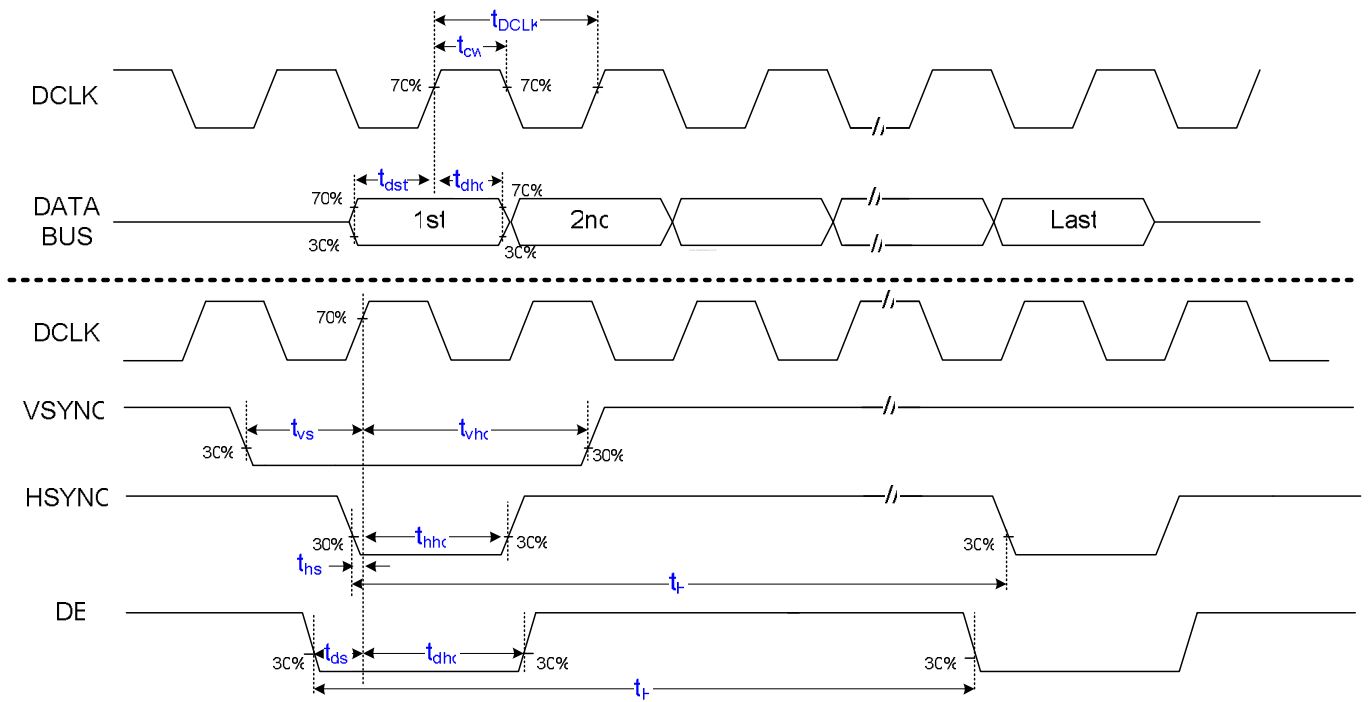 tDCLK
tcw
DCLK
70%
70%
tdst
tdhd
70%
70%
DATA
BUS
1st
2nd
Last
30%
30%
DCLK
70%
VSYNC
tvs
tvhd
30%
30%
HSYNC
30%
thhd
30%
30%
ths
tH
DE
30%
tds
tdhd
30%
30%
tH